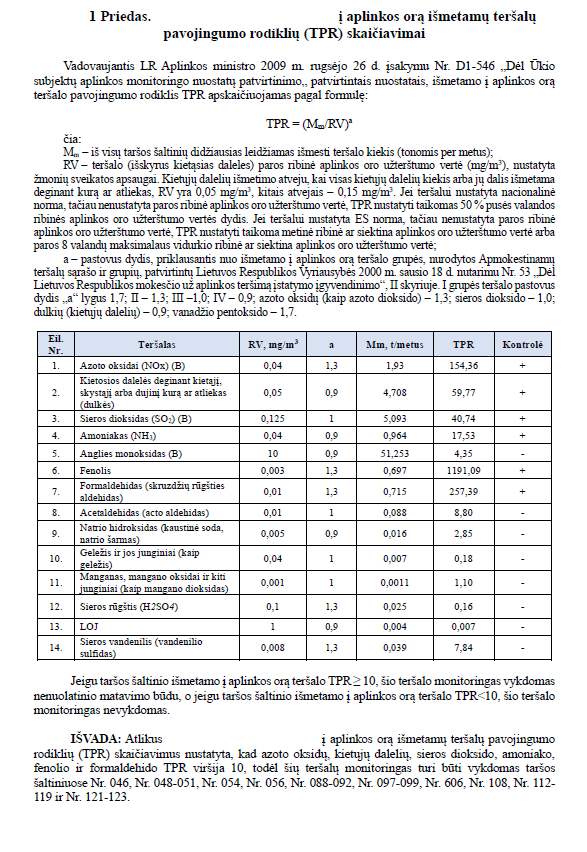 1 Priedas. į aplinkos orą išmetamų teršalų
pavojingumo rodiklių (TPR) skaičiavimai
Vadovaujantis LR Aplinkos ministro 2009 m. rugsėjo 26 d. įsakymu Nr. D1-546 „Dėl Ūkio
subjektų aplinkos monitoringo nuostatų patvirtinimo„, patvirtintais nuostatais, išmetamo į aplinkos orą
teršalo pavojingumo rodiklis TPR apskaičiuojamas pagal formulę:
TPR = (Mm/RV)ª
čia:
Mm – iš visų taršos šaltinių didžiausias leidžiamas išmesti teršalo kiekis (tonomis per metus);
RV – teršalo (išskyrus kietąsias daleles) paros ribinė aplinkos oro užterštumo vertė (mg/m³), nustatyta
žmonių sveikatos apsaugai. Kietųjų dalelių išmetimo atveju, kai visas kietųjų dalelių kiekis arba jų dalis išmetama
deginant kurą ar atliekas, RV yra 0,05 mg/m³, kitais atvejais – 0,15 mg/m³. Jei teršalui nustatyta nacionalinė
norma, tačiau nenustatyta paros ribinė aplinkos oro užterštumo vertė, TPR nustatyti taikomas 50 % pusės valandos
ribinės aplinkos oro užterštumo vertės dydis. Jei teršalui nustatyta ES norma, tačiau nenustatyta paros ribinė
aplinkos oro užterštumo vertė, TPR nustatyti taikoma metinė ribinė ar siektina aplinkos oro užterštumo vertė arba
paros 8 valandų maksimalaus vidurkio ribinė ar siektina aplinkos oro užterštumo vertė;
a – pastovus dydis, priklausantis nuo išmetamo į aplinkos orą teršalo grupės, nurodytos Apmokestinamų
teršalų sąrašo ir grupių, patvirtintų Lietuvos Respublikos Vyriausybės 2000 m. sausio 18 d. nutarimu Nr. 53 „Dėl
Lietuvos Respublikos mokesčio už aplinkos teršimą įstatymo įgyvendinimo“, II skyriuje. I grupės teršalo pastovus
dydis „a“ lygus 1,7; II – 1,3; III –1,0; IV – 0,9; azoto oksidų (kaip azoto dioksido) – 1,3; sieros dioksido – 1,0;
dulkių (kietųjų dalelių) – 0,9; vanadžio pentoksido – 1,7.
Eil. Nr. Teršalas RV, mg/m³ a Mm, t/metus TPR Kontrolė
1. Azoto oksidai (NOx) (B) 0,04 1,3 1,93 154,36 +
2. Kietosios dalelės deginant kietąjį, skystąjį arba dujinį kurą ar atliekas (dulkės) 0,05 0,9 4,708 59,77 +
3. Sieros dioksidas (SO₂) (B) 0,125 1 5,093 40,74 +
4. Amoniakas (NH₃) 0,04 0,9 0,964 17,53 +
5. Anglies monoksidas (B) 10 0,9 51,253 4,35 -
6. Fenolis 0,003 1,3 0,697 1191,09 +
7. Formaldehidas (skruzdžių rūgšties aldehidas) 0,01 1,3 0,715 257,39 +
8. Acetaldehidas (acto aldehidas) 0,01 1 0,088 8,80 -
9. Natrio hidroksidas (kaustinė soda, natrio šarmas) 0,005 0,9 0,016 2,85 -
10. Geležis ir jos junginiai (kaip geležis) 0,04 1 0,007 0,18 -
11. Manganas, mangano oksidai ir kiti junginiai (kaip mangano dioksidas) 0,001 1 0,0011 1,10 -
12. Sieros rūgštis (H2SO4) 0,1 1,3 0,025 0,16 -
13. LOJ 1 0,9 0,004 0,007 -
14. Sieros vandenilis (vandenilio sulfidas) 0,008 1,3 0,039 7,84 -
Jeigu taršos šaltinio išmetamo į aplinkos orą teršalo TPR ≥ 10, šio teršalo monitoringas vykdomas
nenuolatinio matavimo būdu, o jeigu taršos šaltinio išmetamo į aplinkos orą teršalo TPR<10, šio teršalo
monitoringas nevykdomas.
IŠVADA: Atlikus į aplinkos orą išmetamų teršalų pavojingumo
rodiklių (TPR) skaičiavimus nustatyta, kad azoto oksidų, kietųjų dalelių, sieros dioksido, amoniako,
fenolio ir formaldehido TPR viršija 10, todėl šių teršalų monitoringas turi būti vykdomas taršos
šaltiniuose Nr. 046, Nr. 048-051, Nr. 054, Nr. 056, Nr. 088-092, Nr. 097-099, Nr. 606, Nr. 108, Nr. 112-
119 ir Nr. 121-123.